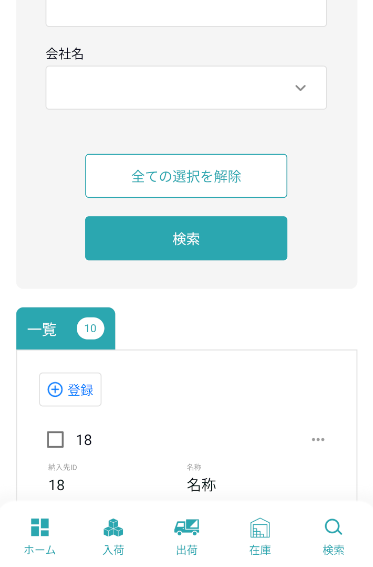 会社名
全ての選択を解除
検索
一覧 10
登録
18
納入先ID 名称
18 名称
ホーム 入荷 出荷 在庫 検索